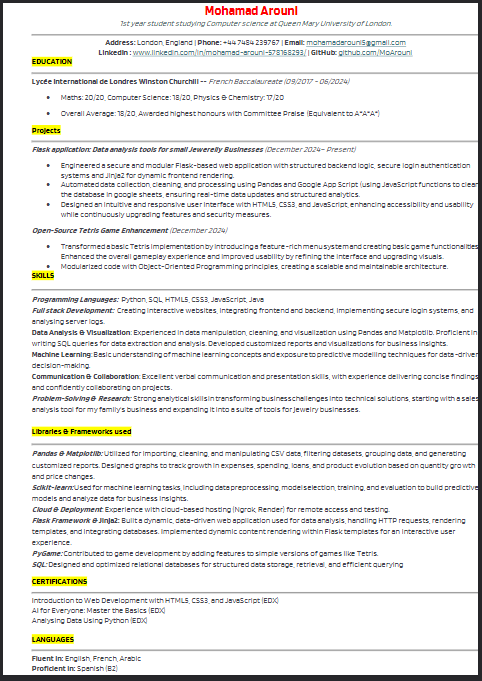 Mohamad Arouni
1st year student studying Computer science at Queen Mary University of London.
Address: London, England | Phone: +44 7484 239767 | Email: mohamadarouni5@gmail.com
Linkedin : www.linkedin.com/in/mohamad-arouni-578168293/ | GitHub: github.com/MoArouni
EDUCATION
Lycée International de Londres Winston Churchill -- French Baccalaureate (09/2017 - 06/2024)
• Maths: 20/20, Computer Science: 18/20, Physics & Chemistry: 17/20
• Overall Average: 18/20, Awarded highest honours with Committee Praise (Equivalent to A*A*A*)
Projects
Flask application: Data analysis tools for small Jewerelly Businesses (December 2024– Present)
• Engineered a secure and modular Flask-based web application with structured backend logic, secure login authentication
systems and Jinja2 for dynamic frontend rendering.
• Automated data collection, cleaning, and processing using Pandas and Google App Script (using JavaScript functions to clean
the database in google sheets, ensuring real-time data updates and structured analytics.
• Designed an intuitive and responsive user interface with HTML5, CSS3, and JavaScript, enhancing accessibility and usability
while continuously upgrading features and security measures.
Open-Source Tetris Game Enhancement (December 2024)
• Transformed a basic Tetris implementation by introducing a feature-rich menu system and creating basic game functionalities
Enhanced the overall gameplay experience and improved usability by refining the interface and upgrading visuals.
• Modularized code with Object-Oriented Programming principles, creating a scalable and maintainable architecture.
SKILLS
Programming Languages: Python, SQL, HTML5, CSS3, JavaScript, Java
Full stack Development: Creating interactive websites, integrating frontend and backend, implementing secure login systems, and
analysing server logs.
Data Analysis & Visualization: Experienced in data manipulation, cleaning, and visualization using Pandas and Matplotlib. Proficient in
writing SQL queries for data extraction and analysis. Developed customized reports and visualizations for business insights.
Machine Learning: Basic understanding of machine learning concepts and exposure to predictive modelling techniques for data-driven
decision-making.
Communication & Collaboration: Excellent verbal communication and presentation skills, with experience delivering concise findings
and confidently collaborating on projects.
Problem-Solving & Research: Strong analytical skills in transforming business challenges into technical solutions, starting with a sales
analysis tool for my family's business and expanding it into a suite of tools for jewelry businesses.
Libraries & Frameworks used
Pandas & Matplotlib: Utilized for importing, cleaning, and manipulating CSV data, filtering datasets, grouping data, and generating
customized reports. Designed graphs to track growth in expenses, spending, loans, and product evolution based on quantity growth
and price changes.
Scikit-learn: Used for machine learning tasks, including data preprocessing, model selection, training, and evaluation to build predictive
models and analyze data for business insights.
Cloud & Deployment: Experience with cloud-based hosting (Ngrok, Render) for remote access and testing.
Flask Framework & Jinja2: Built a dynamic, data-driven web application used for data analysis, handling HTTP requests, rendering
templates, and integrating databases. Implemented dynamic content rendering within Flask templates for an interactive user
experience.
PyGame: Contributed to game development by adding features to simple versions of games like Tetris.
SQL: Designed and optimized relational databases for structured data storage, retrieval, and efficient querying
CERTIFICATIONS
Introduction to Web Development with HTML5, CSS3, and JavaScript (EDX)
AI for Everyone: Master the Basics (EDX)
Analysing Data Using Python (EDX)
LANGUAGES
Fluent in: English, French, Arabic
Proficient in: Spanish (B2)